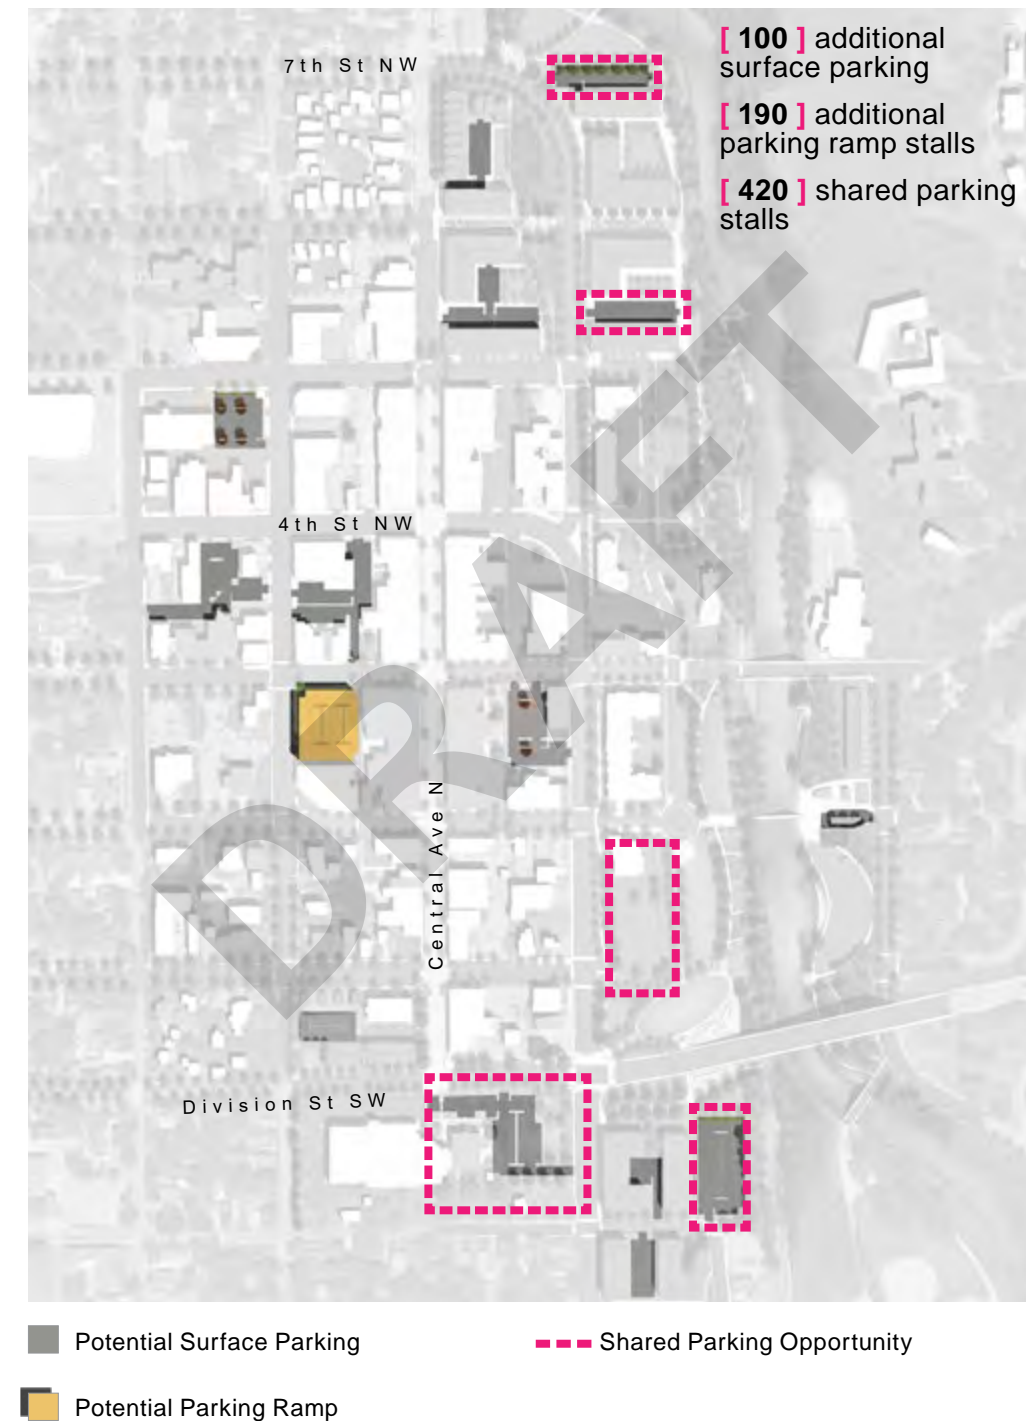 [ 100 ] additional
surface parking
[ 190 ] additional
parking ramp stalls
[ 420 ] shared parking
stalls
7th St NW
4th St NW
Central Ave N
Division St SW
DRAFT
Potential Surface Parking
Shared Parking Opportunity
Potential Parking Ramp